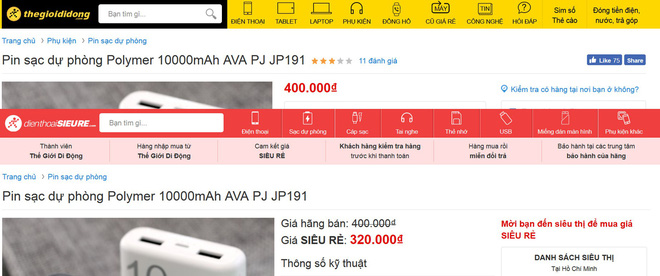 thegioididong
Bạn tìm gì...
ĐIỆN THOẠI
TABLET
LAPTOP
PHỤ KIỆN
ĐỒNG HỒ
MÁY
CŨ GIÁ RẺ
TIN
CÔNG NGHỆ
HỎI ĐÁP
Sim số
Thẻ cào
Đóng tiền điện,
nước, trả góp
Trang chủ › Phụ kiện › Pin sạc dự phòng
Pin sạc dự phòng Polymer 10000mAh AVA PJ JP191
11 đánh giá
Like 75
Share
400.000₫
Kiểm tra có hàng tại nơi bạn ở không?
dienthoaiSIEURE.com
Bạn tìm gì...
Điện thoại
Sạc dự phòng
Cáp sạc
Tai nghe
Thẻ nhớ
USB
Miếng dán màn hình
Phụ kiện khác
Thành viên
Thế Giới Di Động
Hàng nhập mua từ
Thế Giới Di Động
Cam kết giá
SIÊU RẺ
Khách hàng kiểm tra hàng
trước khi thanh toán
Hàng mua rồi
miễn đổi trả
Bảo hành tại các trung tâm
bảo hành của hãng
Trang chủ › Pin sạc dự phòng
Pin sạc dự phòng Polymer 10000mAh AVA PJ JP191
10
Giá hãng bán: 400.000₫
Giá SIÊU RẺ: 320.000₫
Thông số kỹ thuật
Mời bạn đến siêu thị để mua giá
SIÊU RẺ
DANH SÁCH SIÊU THỊ
Tại Hồ Chí Minh